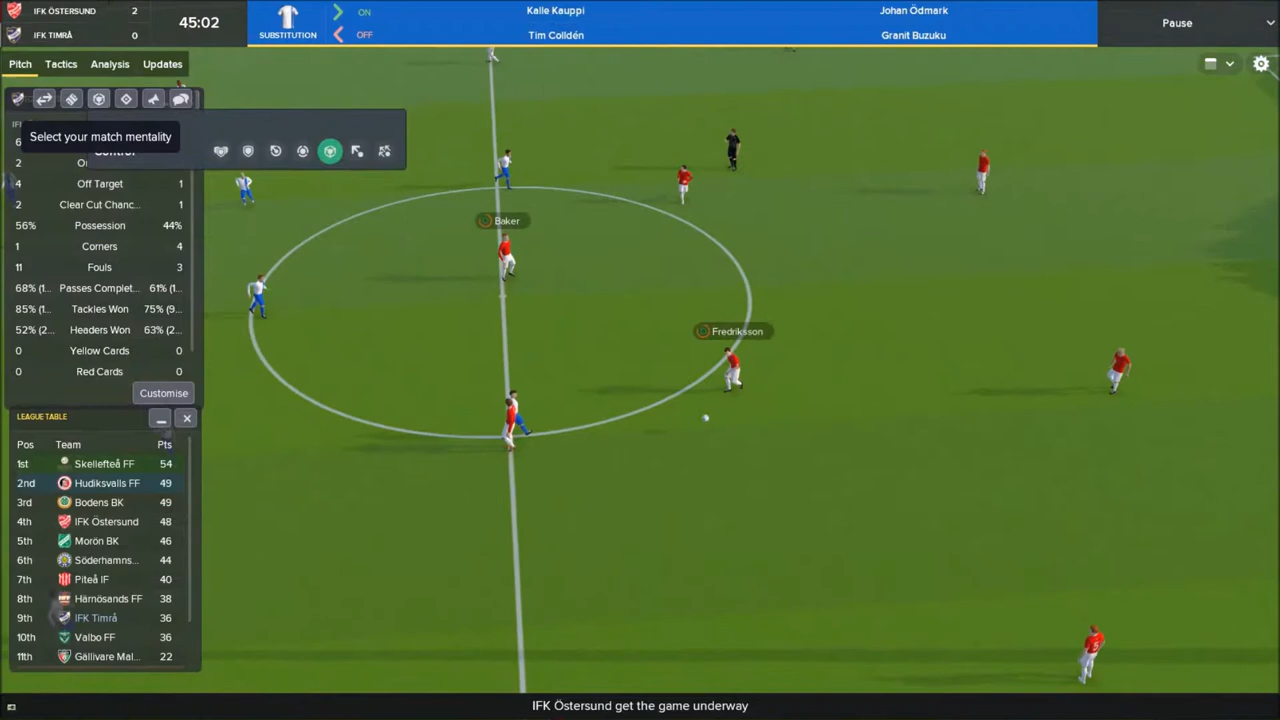 IFK ÖSTERSUND 2
IFK TIMRÅ 0
45:02
SUBSTITUTION
ON
OFF
Kalle Kauppi
Tim Colldén
Johan Ödmark
Granit Buzuku
Pause
Pitch Tactics Analysis Updates
Select your match mentality
Control
4 Off Target 1
2 Clear Cut Chanc... 1
56% Possession 44%
1 Corners 4
11 Fouls 3
68% (1... Passes Complet... 61% (1...
85% (1... Tackles Won 75% (9...
52% (2... Headers Won 63% (2...
0 Yellow Cards 0
0 Red Cards 0
Customise
LEAGUE TABLE
Pos Team Pts
1st Skellefteå FF 54
2nd Hudiksvalls FF 49
3rd Bodens BK 49
4th IFK Östersund 48
5th Morön BK 46
6th Söderhamns... 44
7th Piteå IF 40
8th Härnösands FF 38
9th IFK Timrå 36
10th Valbo FF 36
11th Gällivare Mal... 22
Baker
Fredriksson
IFK Östersund get the game underway